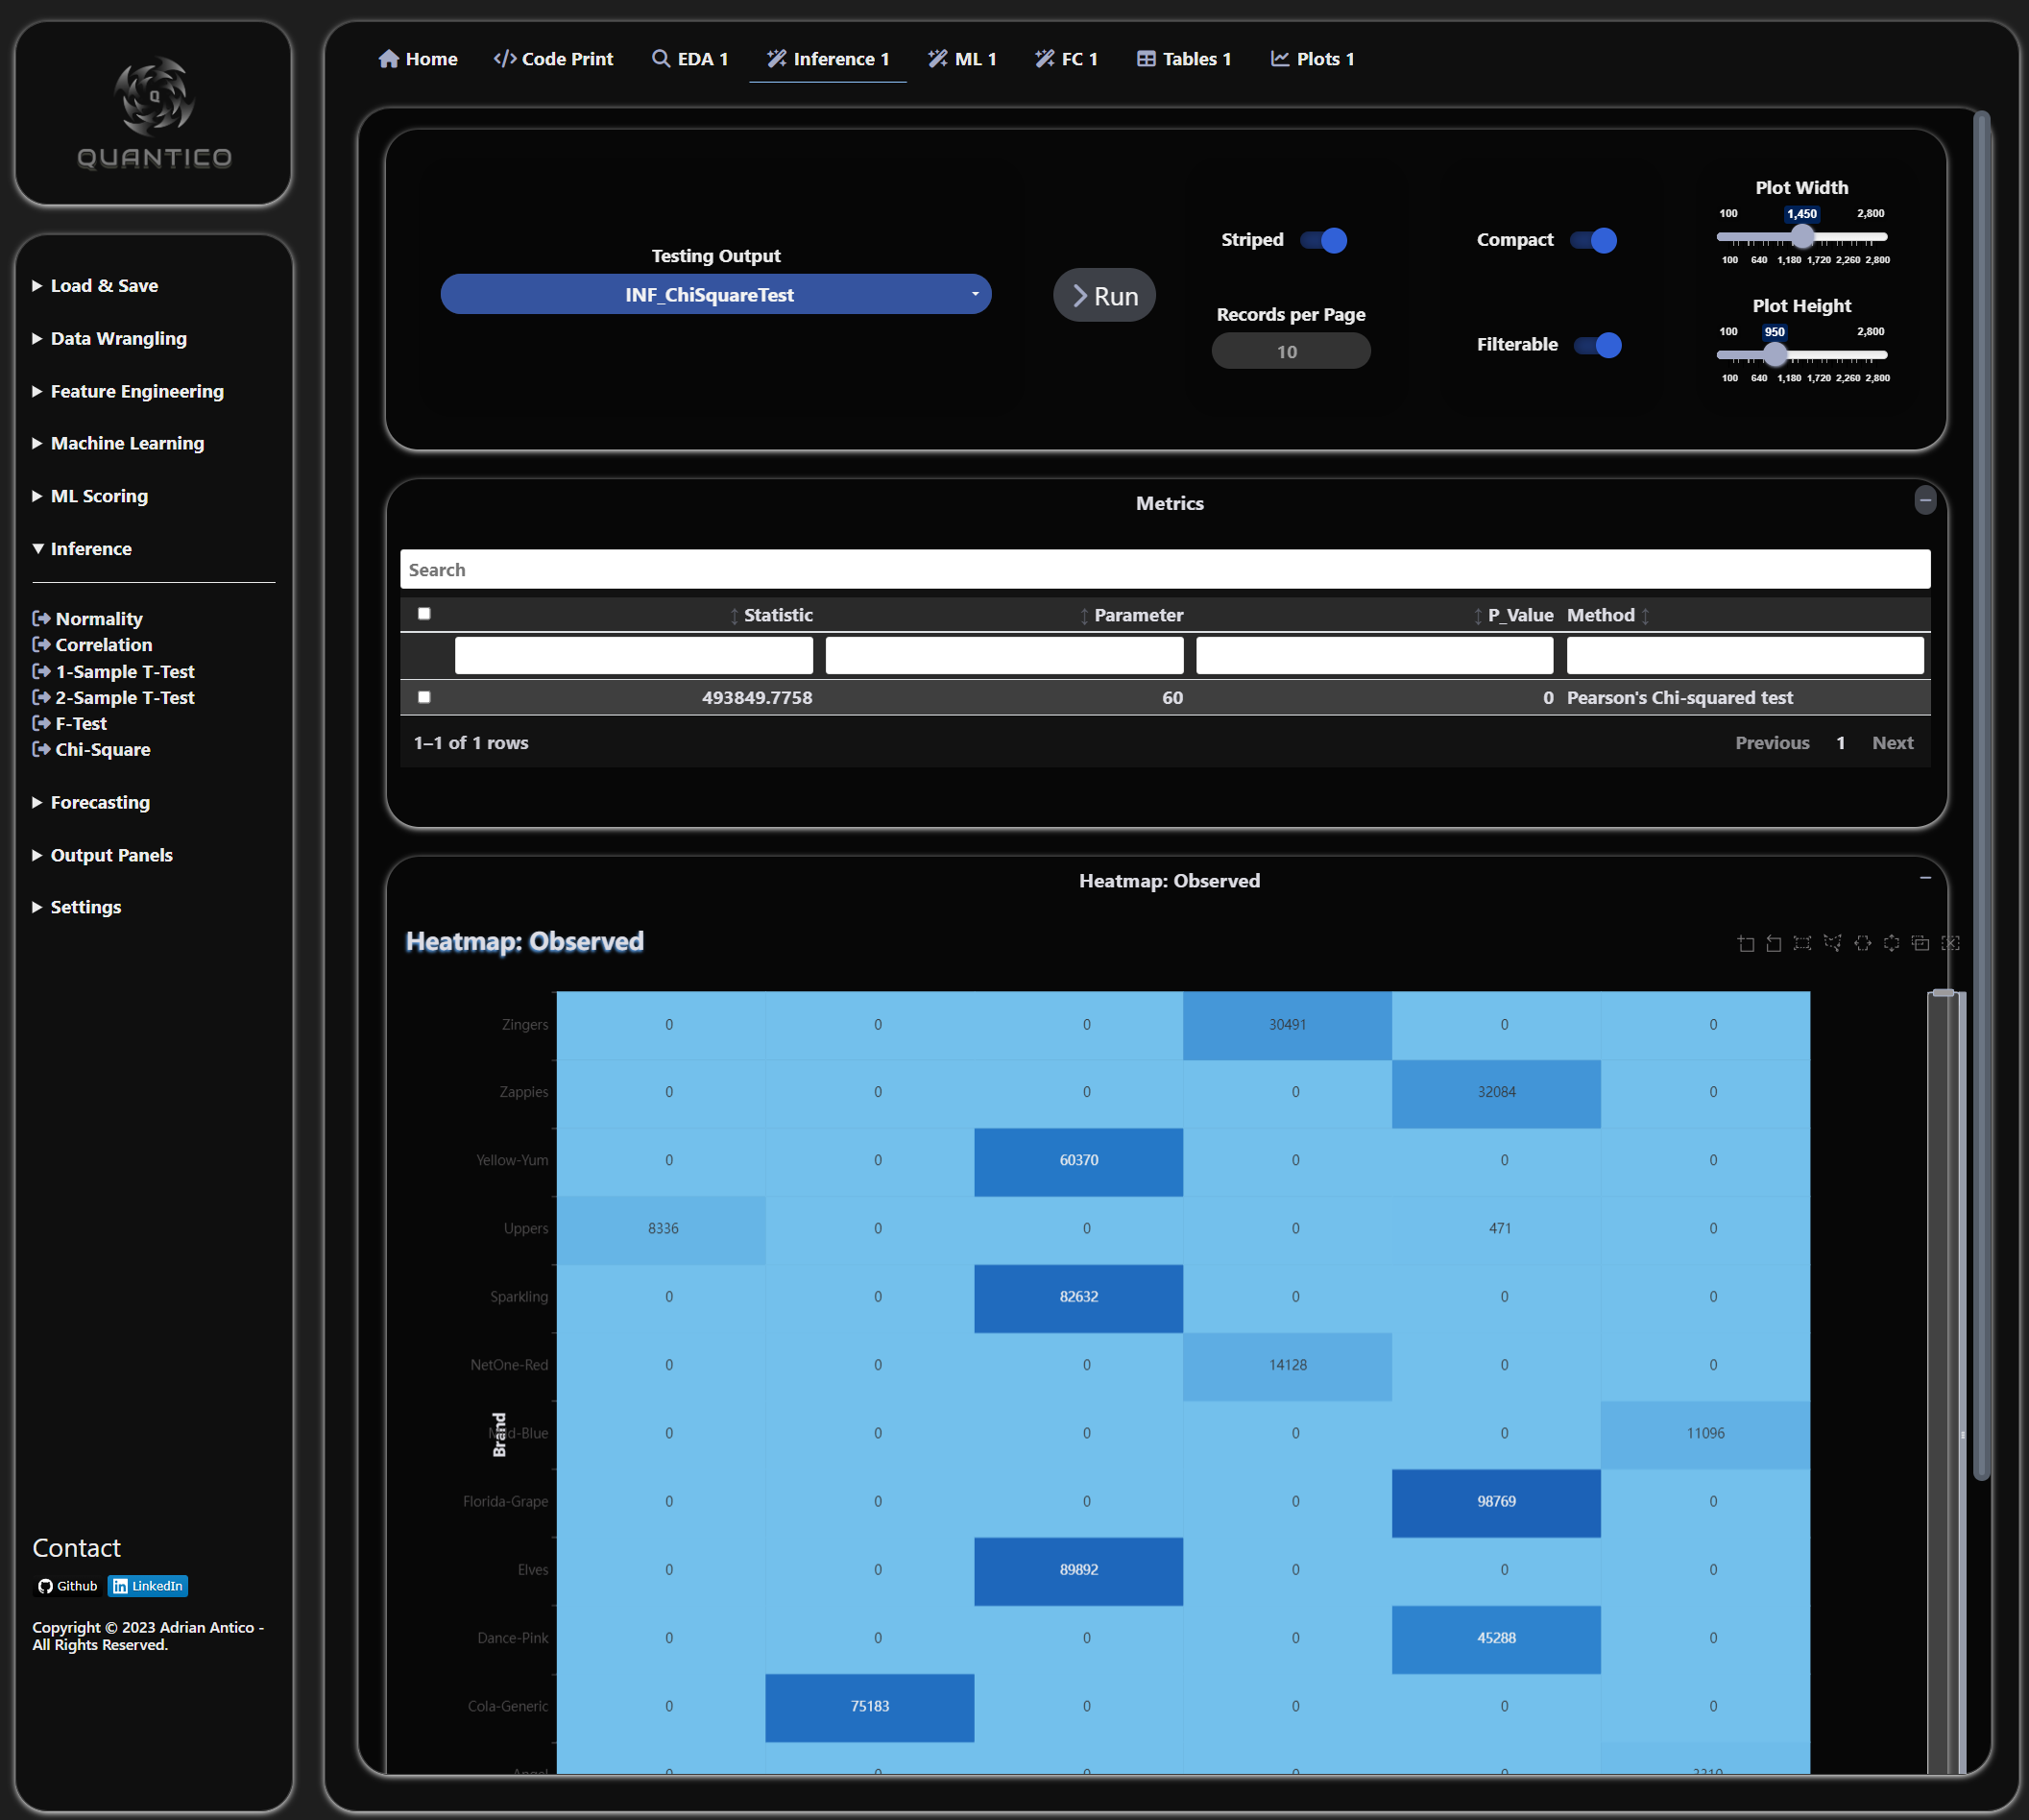 Q
QUANTICO
Load & Save
Data Wrangling
Feature Engineering
Machine Learning
ML Scoring
Inference
Normality
Correlation
1-Sample T-Test
2-Sample T-Test
F-Test
Chi-Square
Forecasting
Output Panels
Settings
Contact
Github LinkedIn
Copyright © 2023 Adrian Antico -
All Rights Reserved.
Home Code Print EDA 1 Inference 1 ML 1 FC 1 Tables 1 Plots 1
Testing Output
INF_ChiSquareTest
Run
Striped
Records per Page
10
Compact
Filterable
Plot Width
100 1,450 2,800
100 640 1,180 1,720 2,260 2,800
Plot Height
100 950 2,800
100 640 1,180 1,720 2,260 2,800
Metrics
Search
Statistic Parameter P_Value Method
493849.7758 60 0 Pearson's Chi-squared test
1–1 of 1 rows Previous 1 Next
Heatmap: Observed
Heatmap: Observed
Brand
Zingers 0 0 0 30491 0 0
Zappies 0 0 0 0 32084 0
Yellow-Yum 0 0 60370 0 0 0
Uppers 8336 0 0 0 471 0
Sparkling 0 0 82632 0 0 0
NetOne-Red 0 0 0 14128 0 0
-Blue 0 0 0 0 0 11096
Florida-Grape 0 0 0 0 98769 0
Elves 0 0 89892 0 0 0
Dance-Pink 0 0 0 0 45288 0
Cola-Generic 0 75183 0 0 0 0
0 0 0 0 0